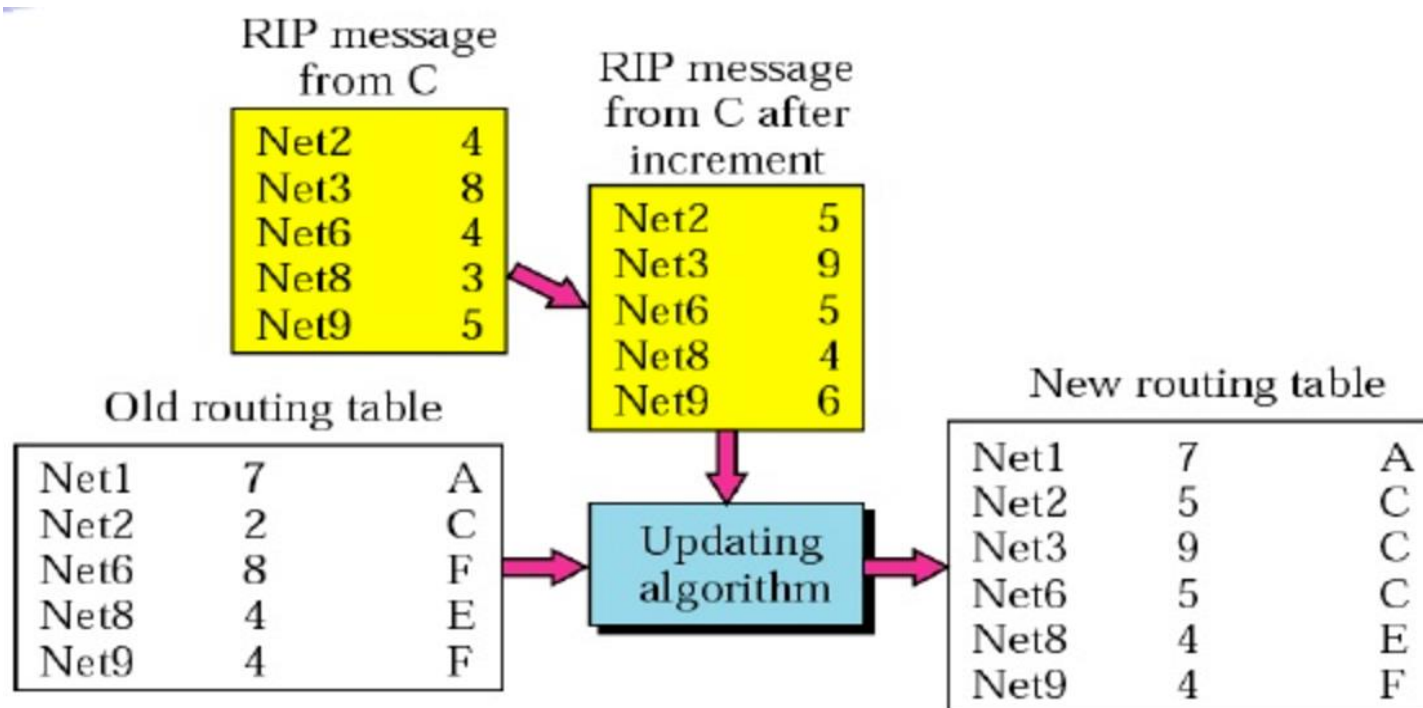 RIP message
from C
Net2 4
Net3 8
Net6 4
Net8 3
Net9 5
RIP message
from C after
increment
Net2 5
Net3 9
Net6 5
Net8 4
Net9 6
Old routing table
Net1 7 A
Net2 2 C
Net6 8 F
Net8 4 E
Net9 4 F
Updating
algorithm
New routing table
Net1 7 A
Net2 5 C
Net3 9 C
Net6 5 C
Net8 4 E
Net9 4 F